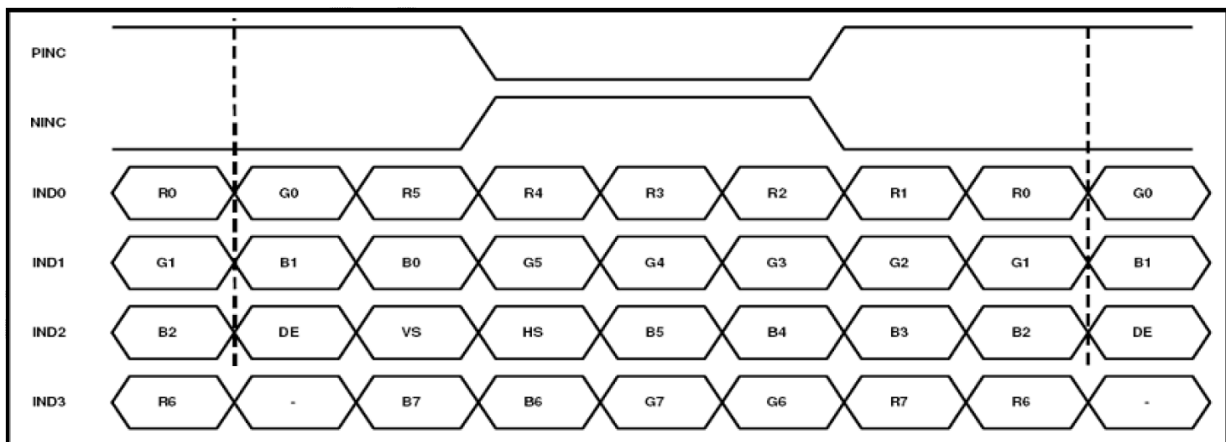 PINC
NINC
IND0 R0 G0 R5 R4 R3 R2 R1 R0 G0
IND1 G1 B1 B0 G5 G4 G3 G2 G1 B1
IND2 B2 DE VS HS B5 B4 B3 B2 DE
IND3 R6 - B7 B6 G7 G6 R7 R6 -